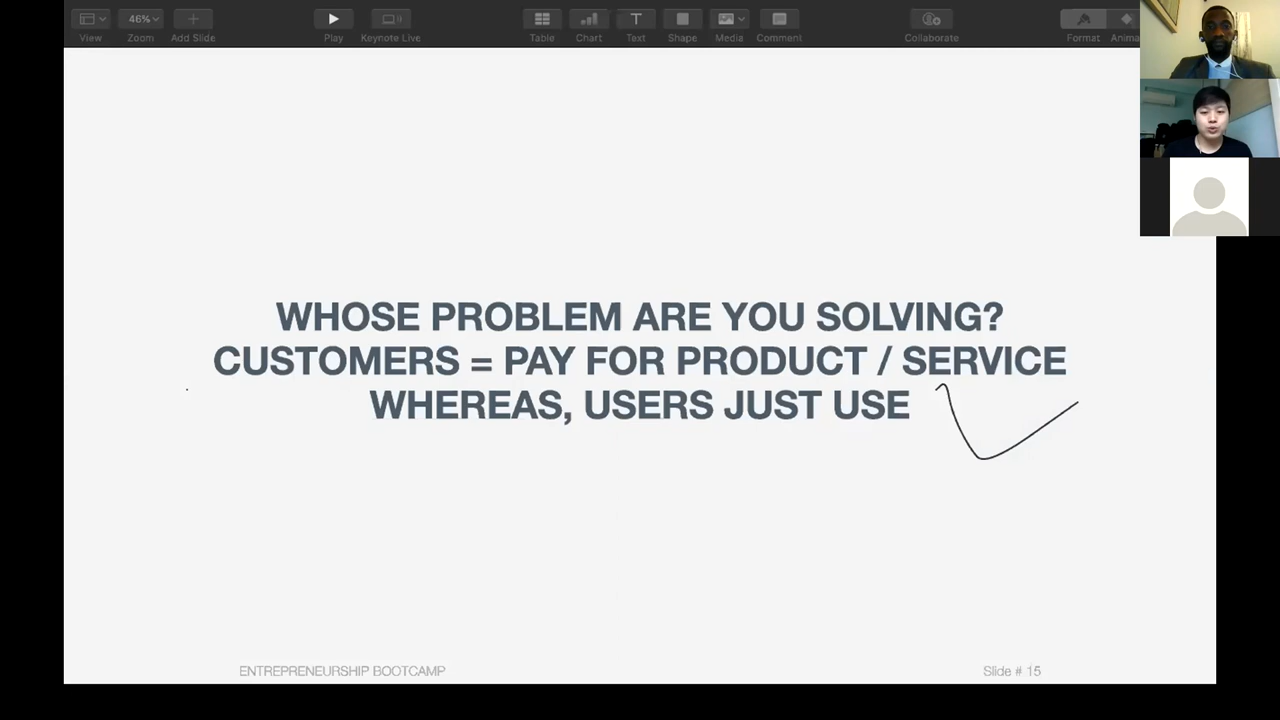 46%
View
Zoom
Add Slide
Play
Keynote Live
Table
Chart
Text
Shape
Media
Comment
Collaborate
Format
Anima
WHOSE PROBLEM ARE YOU SOLVING?
CUSTOMERS = PAY FOR PRODUCT / SERVICE
WHEREAS, USERS JUST USE
ENTREPRENEURSHIP BOOTCAMP
Slide # 15